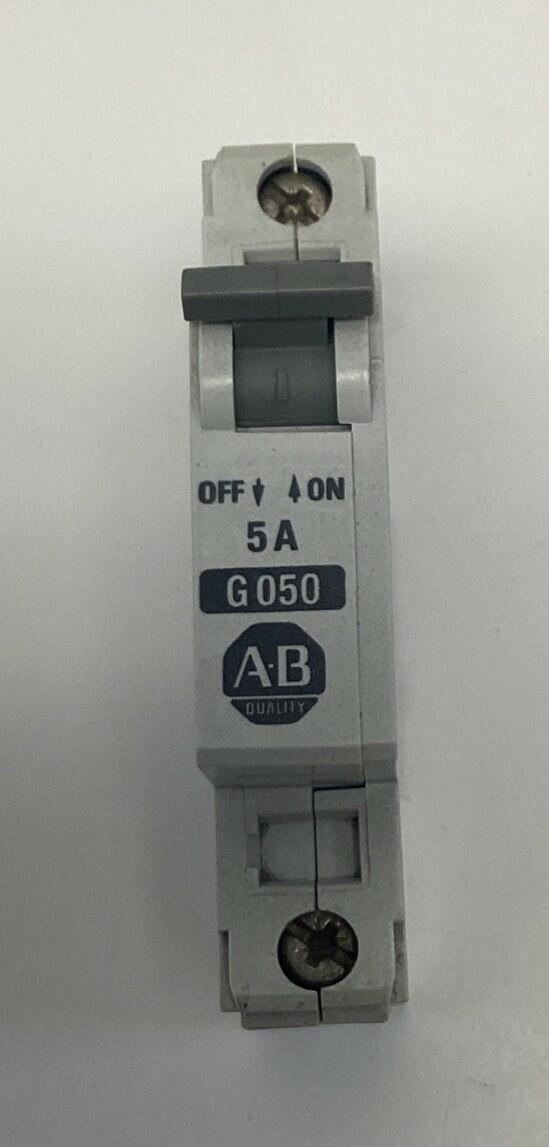 OFF ↓ ↑ ON
5A
G050
A·B
QUALITY